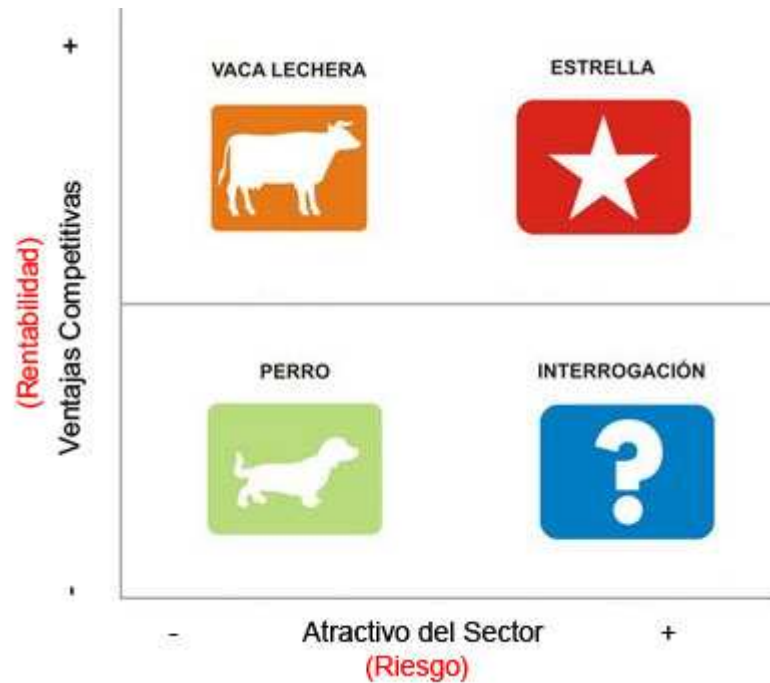 +
VACA LECHERA
ESTRELLA
(Rentabilidad)
Ventajas Competitivas
PERRO
INTERROGACIÓN
?
-
-
Atractivo del Sector
+
(Riesgo)